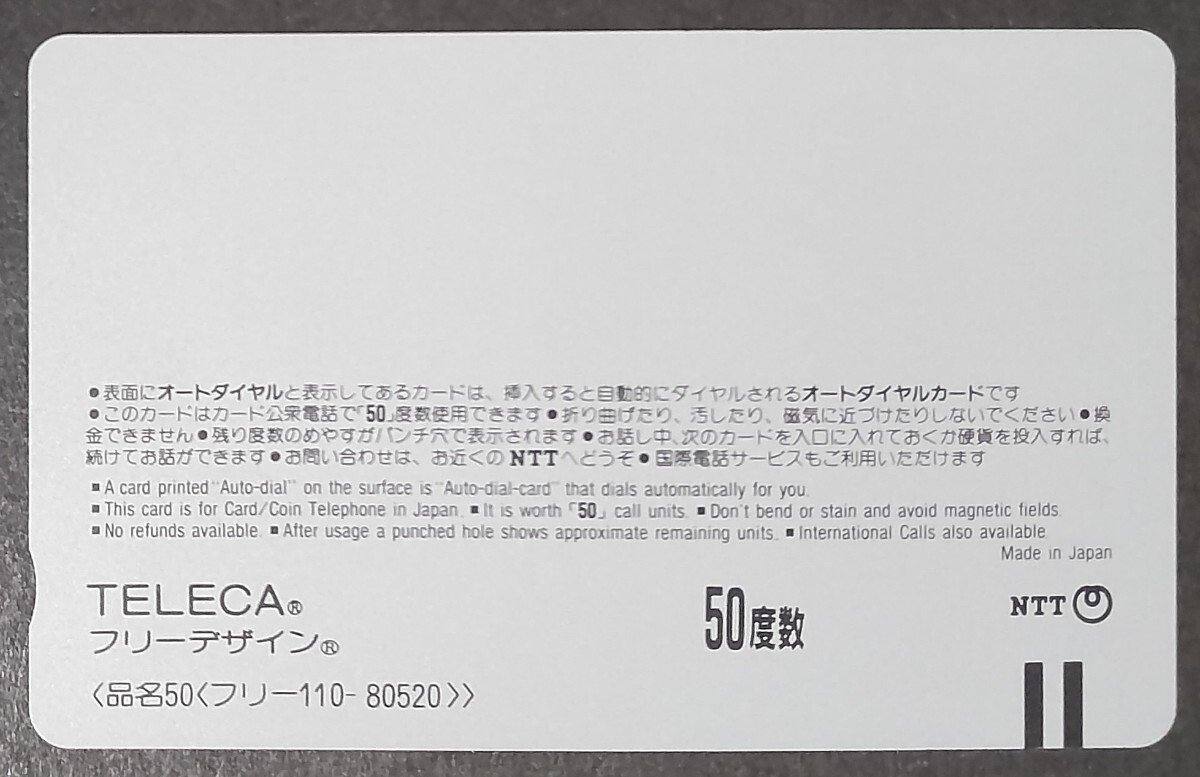 ●表面にオートダイヤルと表示してあるカードは、挿入すると自動的にダイヤルされるオートダイヤルカードです
●このカードはカード公衆電話で「50」度数使用できます●折り曲げたり、汚したり、磁気に近づけたりしないでください●換
金できません●残り度数のめやすがパンチ穴で表示されます●お話し中、次のカードを入口に入れておくか硬貨を投入すれば、
続けてお話ができます●お問い合わせは、お近くのNTTへどうぞ●国際電話サービスもご利用いただけます
■A card printed "Auto-dial" on the surface is "Auto-dial-card" that dials automatically for you.
■This card is for Card/Coin Telephone in Japan. ■It is worth「50」call units. ■Don't bend or stain and avoid magnetic fields.
■No refunds available. ■After usage a punched hole shows approximate remaining units. ■International Calls also available.
Made in Japan
TELECA®
フリーデザイン®
50度数
NTT
〈品名50〈フリー110-80520〉〉